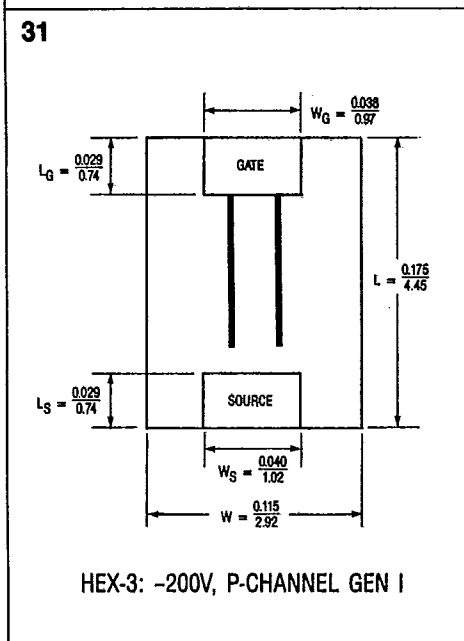 31
W_G = 0.038/0.97
L_G = 0.029/0.74
GATE
L = 0.175/4.45
L_S = 0.029/0.74
SOURCE
W_S = 0.040/1.02
W = 0.115/2.92
HEX-3: -200V, P-CHANNEL GEN I